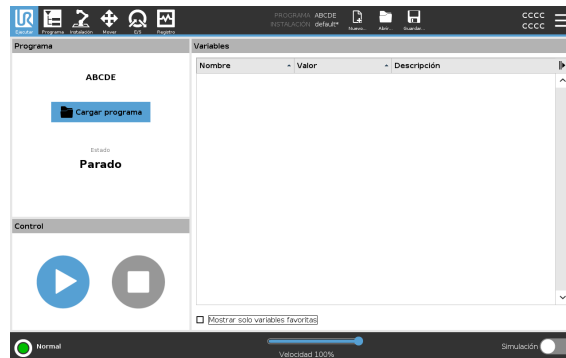 UR
Ejecutar
Programa
Instalación
Mover
E/S
Registro
PROGRAMA ABCDE
INSTALACIÓN default*
Nuevo...
Abrir...
Guardar...
CCCC
CCCC
Programa
ABCDE
Cargar programa
Estado
Parado
Control
Variables
Nombre Valor Descripción
Mostrar solo variables favoritas
Normal
Velocidad 100%
Simulación